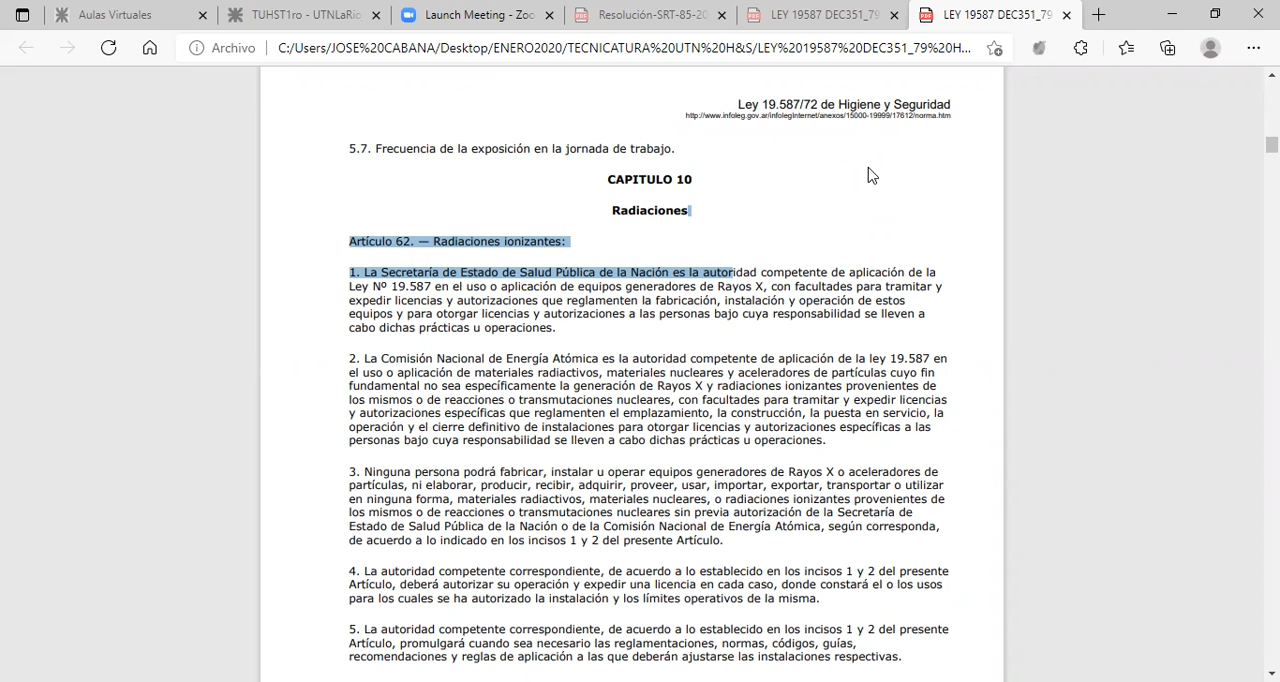 Aulas Virtuales
TUHST1ro - UTNLaRio
Launch Meeting - Zoo
Resolución-SRT-85-20
LEY 19587 DEC351_79
LEY 19587 DEC351_79
Archivo
C:/Users/JOSE%20CABANA/Desktop/ENERO2020/TECNICATURA%20UTN%20H&S/LEY%2019587%20DEC351_79%20H...
Ley 19.587/72 de Higiene y Seguridad
http://www.infoleg.gov.ar/infolegInternet/anexos/15000-19999/17612/norma.htm
5.7. Frecuencia de la exposición en la jornada de trabajo.
CAPITULO 10
Radiaciones
Artículo 62. — Radiaciones ionizantes:
1. La Secretaría de Estado de Salud Pública de la Nación es la autoridad competente de aplicación de la
Ley Nº 19.587 en el uso o aplicación de equipos generadores de Rayos X, con facultades para tramitar y
expedir licencias y autorizaciones que reglamenten la fabricación, instalación y operación de estos
equipos y para otorgar licencias y autorizaciones a las personas bajo cuya responsabilidad se lleven a
cabo dichas prácticas u operaciones.
2. La Comisión Nacional de Energía Atómica es la autoridad competente de aplicación de la ley 19.587 en
el uso o aplicación de materiales radiactivos, materiales nucleares y aceleradores de partículas cuyo fin
fundamental no sea específicamente la generación de Rayos X y radiaciones ionizantes provenientes de
los mismos o de reacciones o transmutaciones nucleares, con facultades para tramitar y expedir licencias
y autorizaciones específicas que reglamenten el emplazamiento, la construcción, la puesta en servicio, la
operación y el cierre definitivo de instalaciones para otorgar licencias y autorizaciones específicas a las
personas bajo cuya responsabilidad se lleven a cabo dichas prácticas u operaciones.
3. Ninguna persona podrá fabricar, instalar u operar equipos generadores de Rayos X o aceleradores de
partículas, ni elaborar, producir, recibir, adquirir, proveer, usar, importar, exportar, transportar o utilizar
en ninguna forma, materiales radiactivos, materiales nucleares, o radiaciones ionizantes provenientes de
los mismos o de reacciones o transmutaciones nucleares sin previa autorización de la Secretaría de
Estado de Salud Pública de la Nación o de la Comisión Nacional de Energía Atómica, según corresponda,
de acuerdo a lo indicado en los incisos 1 y 2 del presente Artículo.
4. La autoridad competente correspondiente, de acuerdo a lo establecido en los incisos 1 y 2 del presente
Artículo, deberá autorizar su operación y expedir una licencia en cada caso, donde constará el o los usos
para los cuales se ha autorizado la instalación y los límites operativos de la misma.
5. La autoridad competente correspondiente, de acuerdo a lo establecido en los incisos 1 y 2 del presente
Artículo, promulgará cuando sea necesario las reglamentaciones, normas, códigos, guías,
recomendaciones y reglas de aplicación a las que deberán ajustarse las instalaciones respectivas.